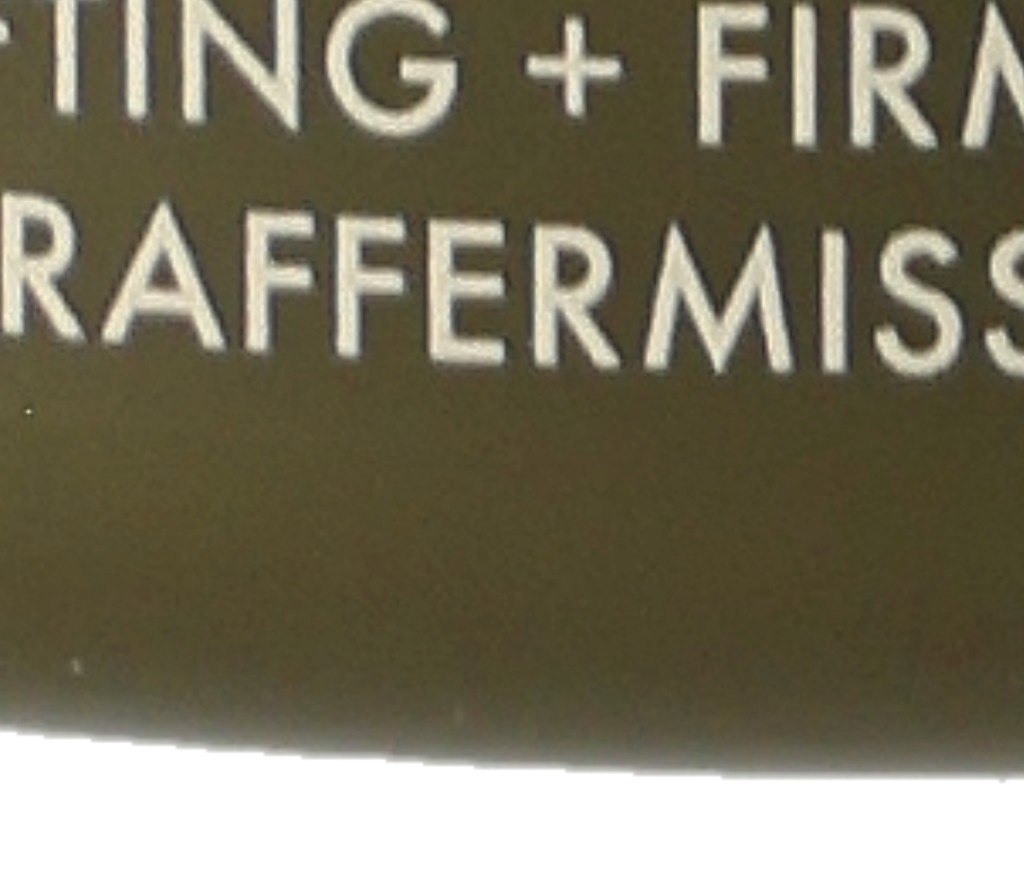 TING + FIRM
RAFFERMISS